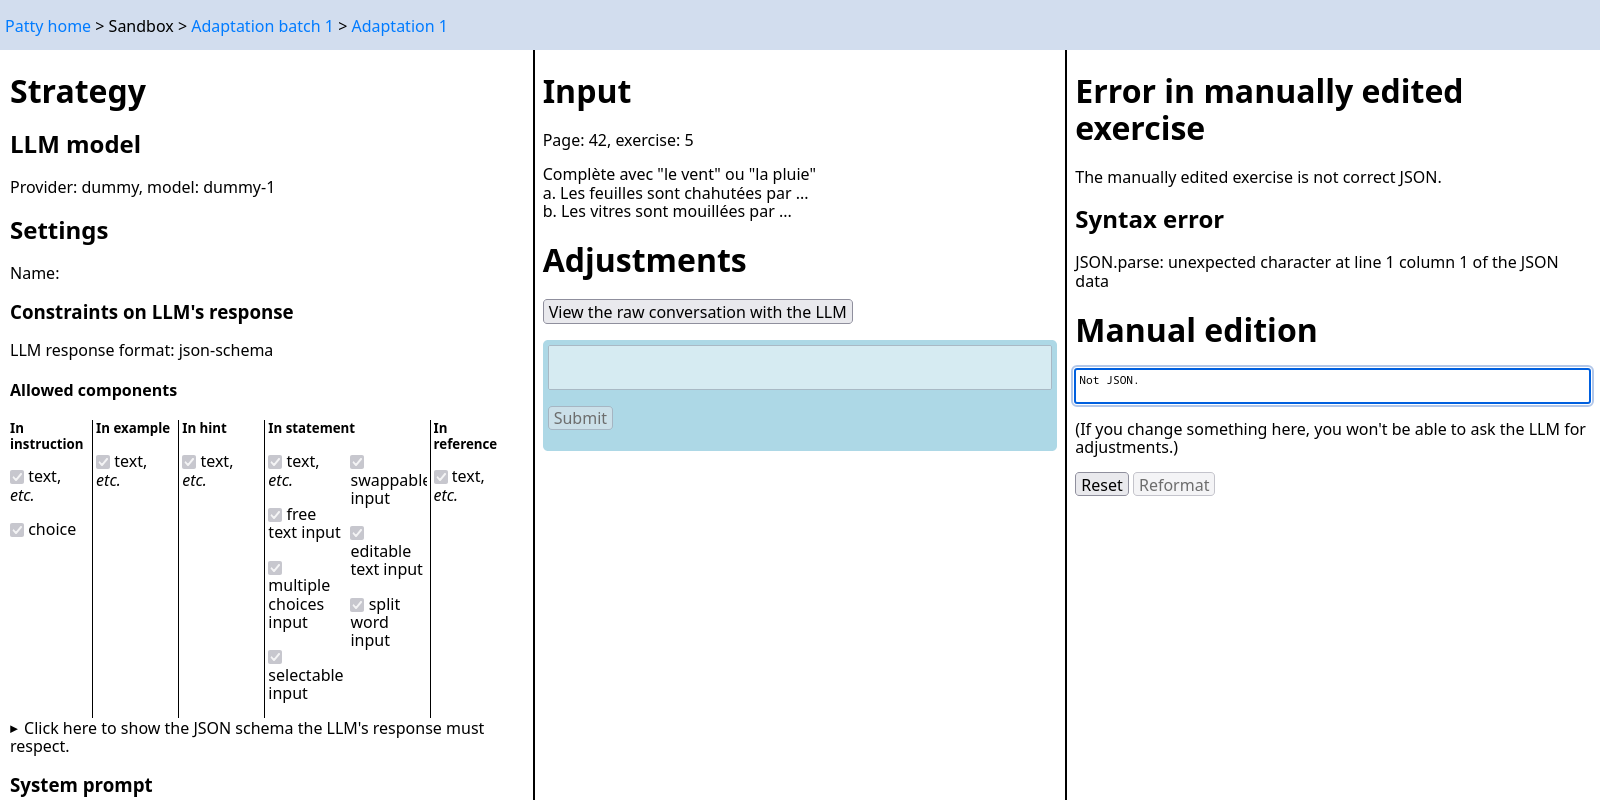 Patty home > Sandbox > Adaptation batch 1 > Adaptation 1
Strategy
LLM model
Provider: dummy, model: dummy-1
Settings
Name:
Constraints on LLM's response
LLM response format: json-schema
Allowed components
In
instruction
text,
etc.
choice
In example
text,
etc.
In hint
text,
etc.
In statement
text,
etc.
free
text input
multiple
choices
input
selectable
input
swappable
input
editable
text input
split
word
input
In
reference
text,
etc.
▸ Click here to show the JSON schema the LLM's response must
respect.
System prompt
Input
Page: 42, exercise: 5
Complète avec "le vent" ou "la pluie"
a. Les feuilles sont chahutées par ...
b. Les vitres sont mouillées par ...
Adjustments
View the raw conversation with the LLM
Submit
Error in manually edited
exercise
The manually edited exercise is not correct JSON.
Syntax error
JSON.parse: unexpected character at line 1 column 1 of the JSON
data
Manual edition
Not JSON.
(If you change something here, you won't be able to ask the LLM for
adjustments.)
Reset Reformat